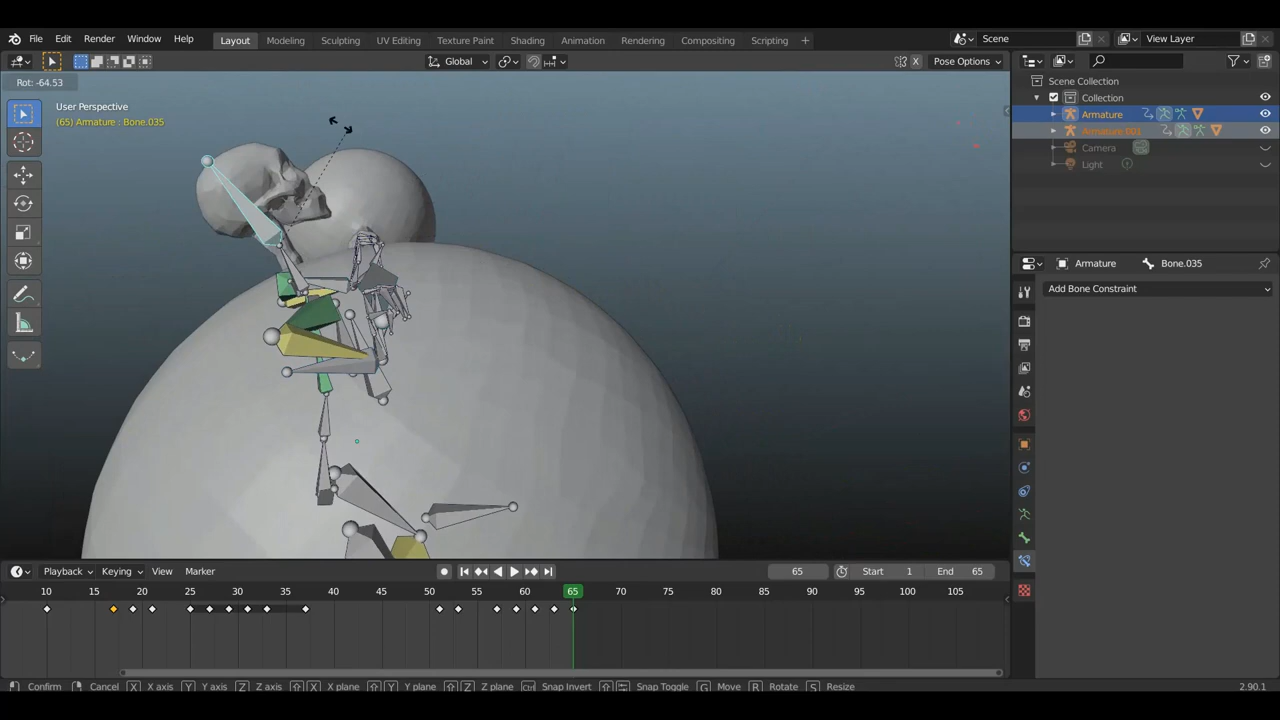 File Edit Render Window Help Layout Modeling Sculpting UV Editing Texture Paint Shading Animation Rendering Compositing Scripting + Scene View Layer
Global X Pose Options
Rot: -64.53
User Perspective
(65) Armature : Bone.035
Scene Collection
Collection
Armature
Armature.001
Camera
Light
Armature Bone.035
Add Bone Constraint
Playback Keying View Marker 65 Start 1 End 65
10 15 20 25 30 35 40 45 50 55 60 65 70 75 80 85 90 95 100 105
Confirm Cancel X X axis Y Y axis Z Z axis X X plane Y Y plane Z Z plane Ctrl Snap Invert Snap Toggle G Move R Rotate S Resize 2.90.1